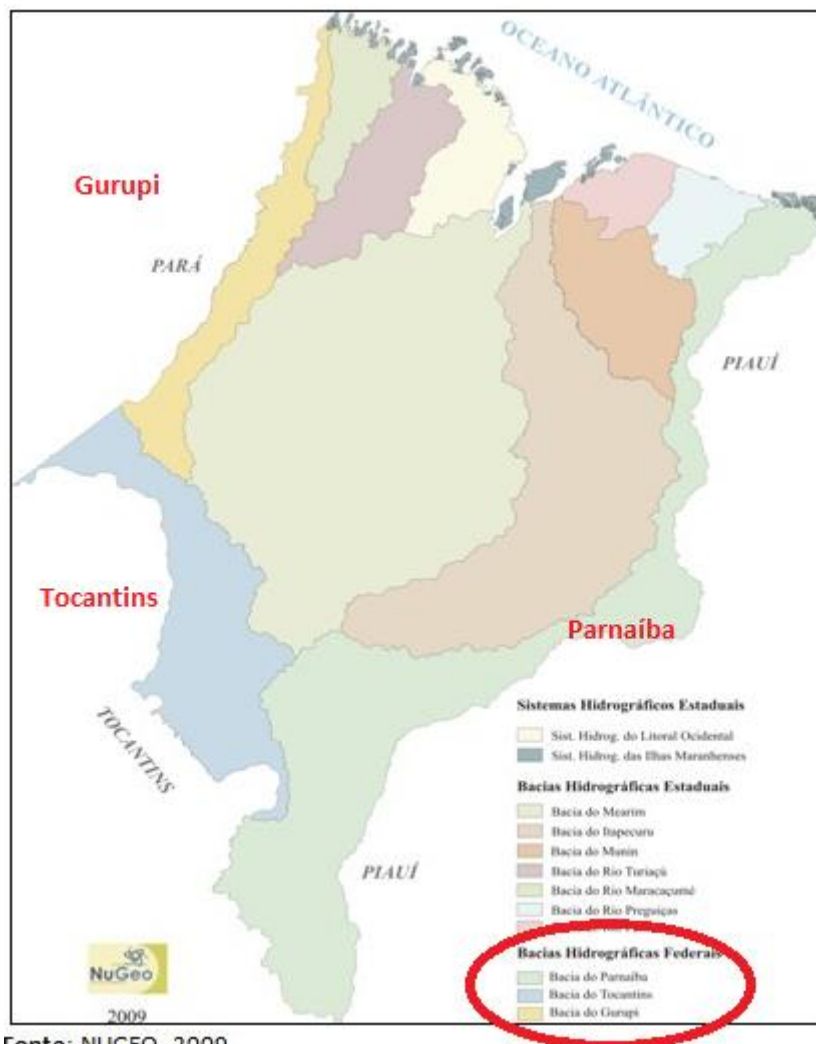 OCEANO ATLÂNTICO
Gurupi
PARÁ
PIAUÍ
Tocantins
Parnaíba
TOCANTINS
PIAUÍ
Sistemas Hidrográficos Estaduais
Sist. Hidrog. do Litoral Ocidental
Sist. Hidrog. das Ilhas Maranhenses
Bacias Hidrográficas Estaduais
Bacia do Mearim
Bacia do Itapecuru
Bacia do Munin
Bacia do Rio Turiaçú
Bacia do Rio Maracaçumé
Bacia do Rio Preguiças
Bacias Hidrográficas Federais
Bacia do Parnaíba
Bacia do Tocantins
Bacia do Gurupi
NuGeo
2009
Fonte: NUGEO, 2009